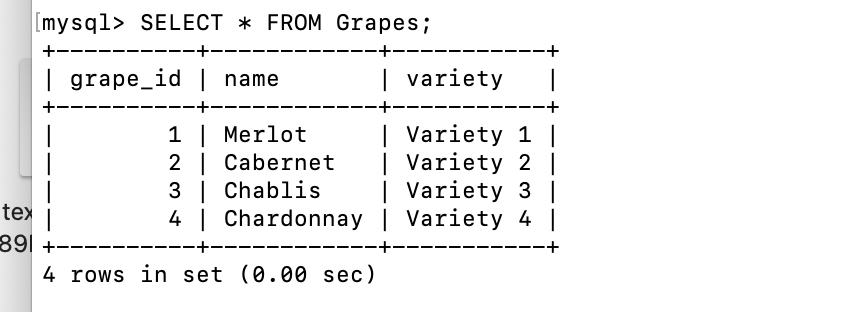 mysql> SELECT * FROM Grapes;
+----------+------------+-----------+
| grape_id | name       | variety   |
+----------+------------+-----------+
|        1 | Merlot     | Variety 1 |
|        2 | Cabernet   | Variety 2 |
|        3 | Chablis    | Variety 3 |
|        4 | Chardonnay | Variety 4 |
+----------+------------+-----------+
4 rows in set (0.00 sec)
tex